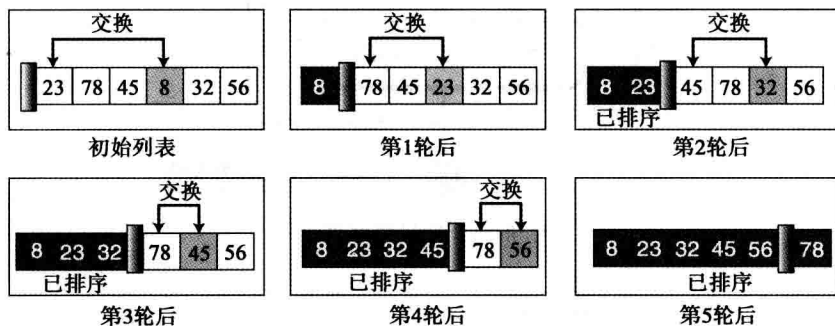 交换
23 78 45 8 32 56
初始列表
交换
8 78 45 23 32 56
第1轮后
交换
8 23 45 78 32 56
已排序
第2轮后
交换
8 23 32 78 45 56
已排序
第3轮后
交换
8 23 32 45 78 56
已排序
第4轮后
8 23 32 45 56 78
已排序
第5轮后